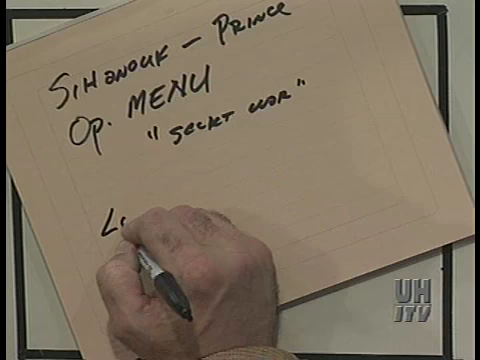 Sihanouk - Prince
Op. MENU
"secret war"
UH
ITV